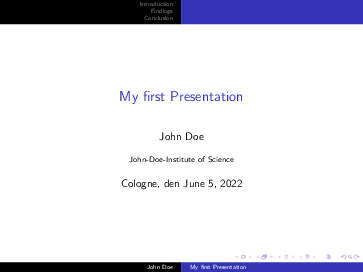 Introduction
Findings
Conclusion
My first Presentation
John Doe
John-Doe-Institute of Science
Cologne, den June 5, 2022
John Doe
My first Presentation